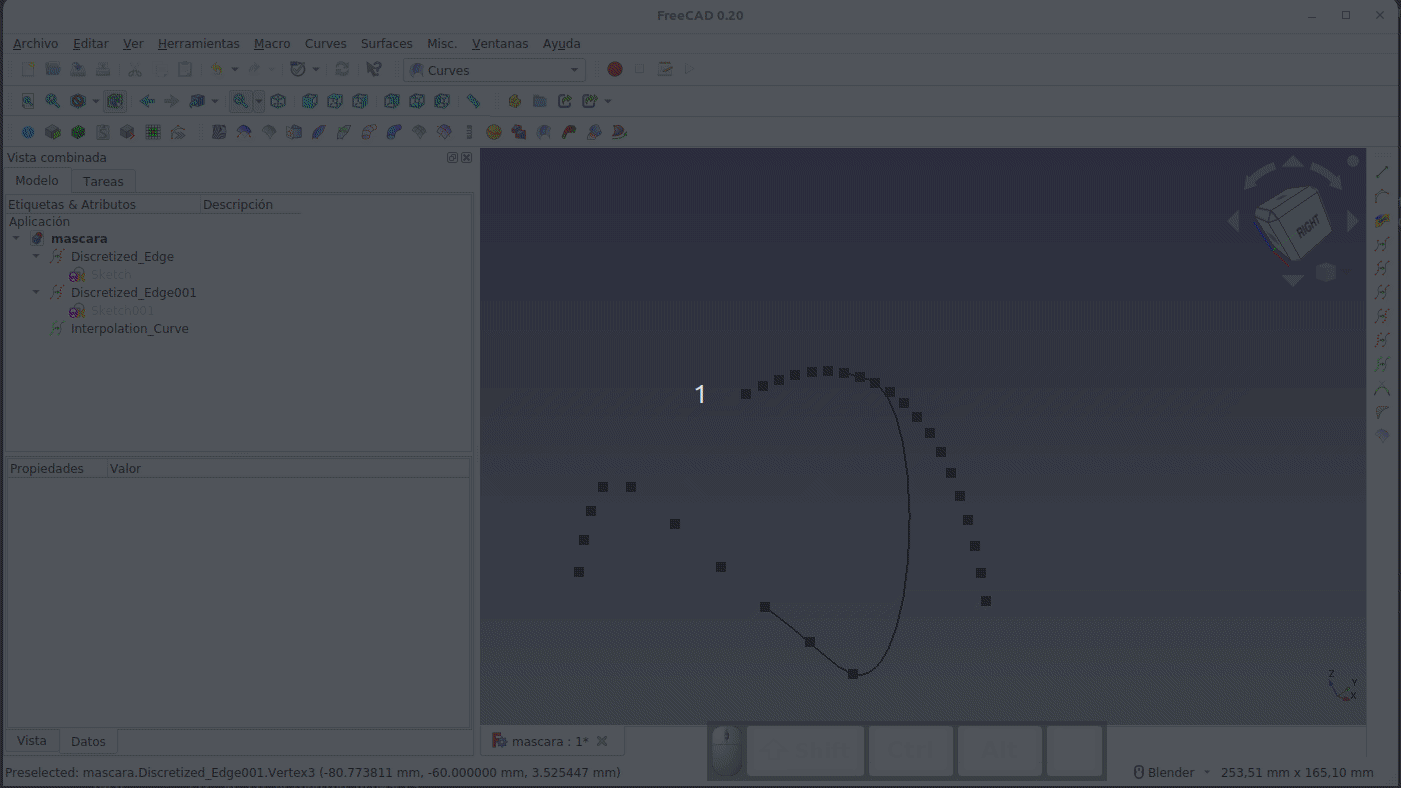 FreeCAD 0.20
Archivo Editar Ver Herramientas Macro Curves Surfaces Misc. Ventanas Ayuda
Curves
Vista combinada
Modelo Tareas
Etiquetas & Atributos Descripción
Aplicación
mascara
Discretized_Edge
Sketch
Discretized_Edge001
Sketch001
Interpolation_Curve
RIGHT
1
Propiedades Valor
Z
Y
X
Vista Datos
mascara : 1*
Ctrl
Alt
Preselected: mascara.Discretized_Edge001.Vertex3 (-80.773811 mm, -60.000000 mm, 3.525447 mm)
Blender 253,51 mm x 165,10 mm